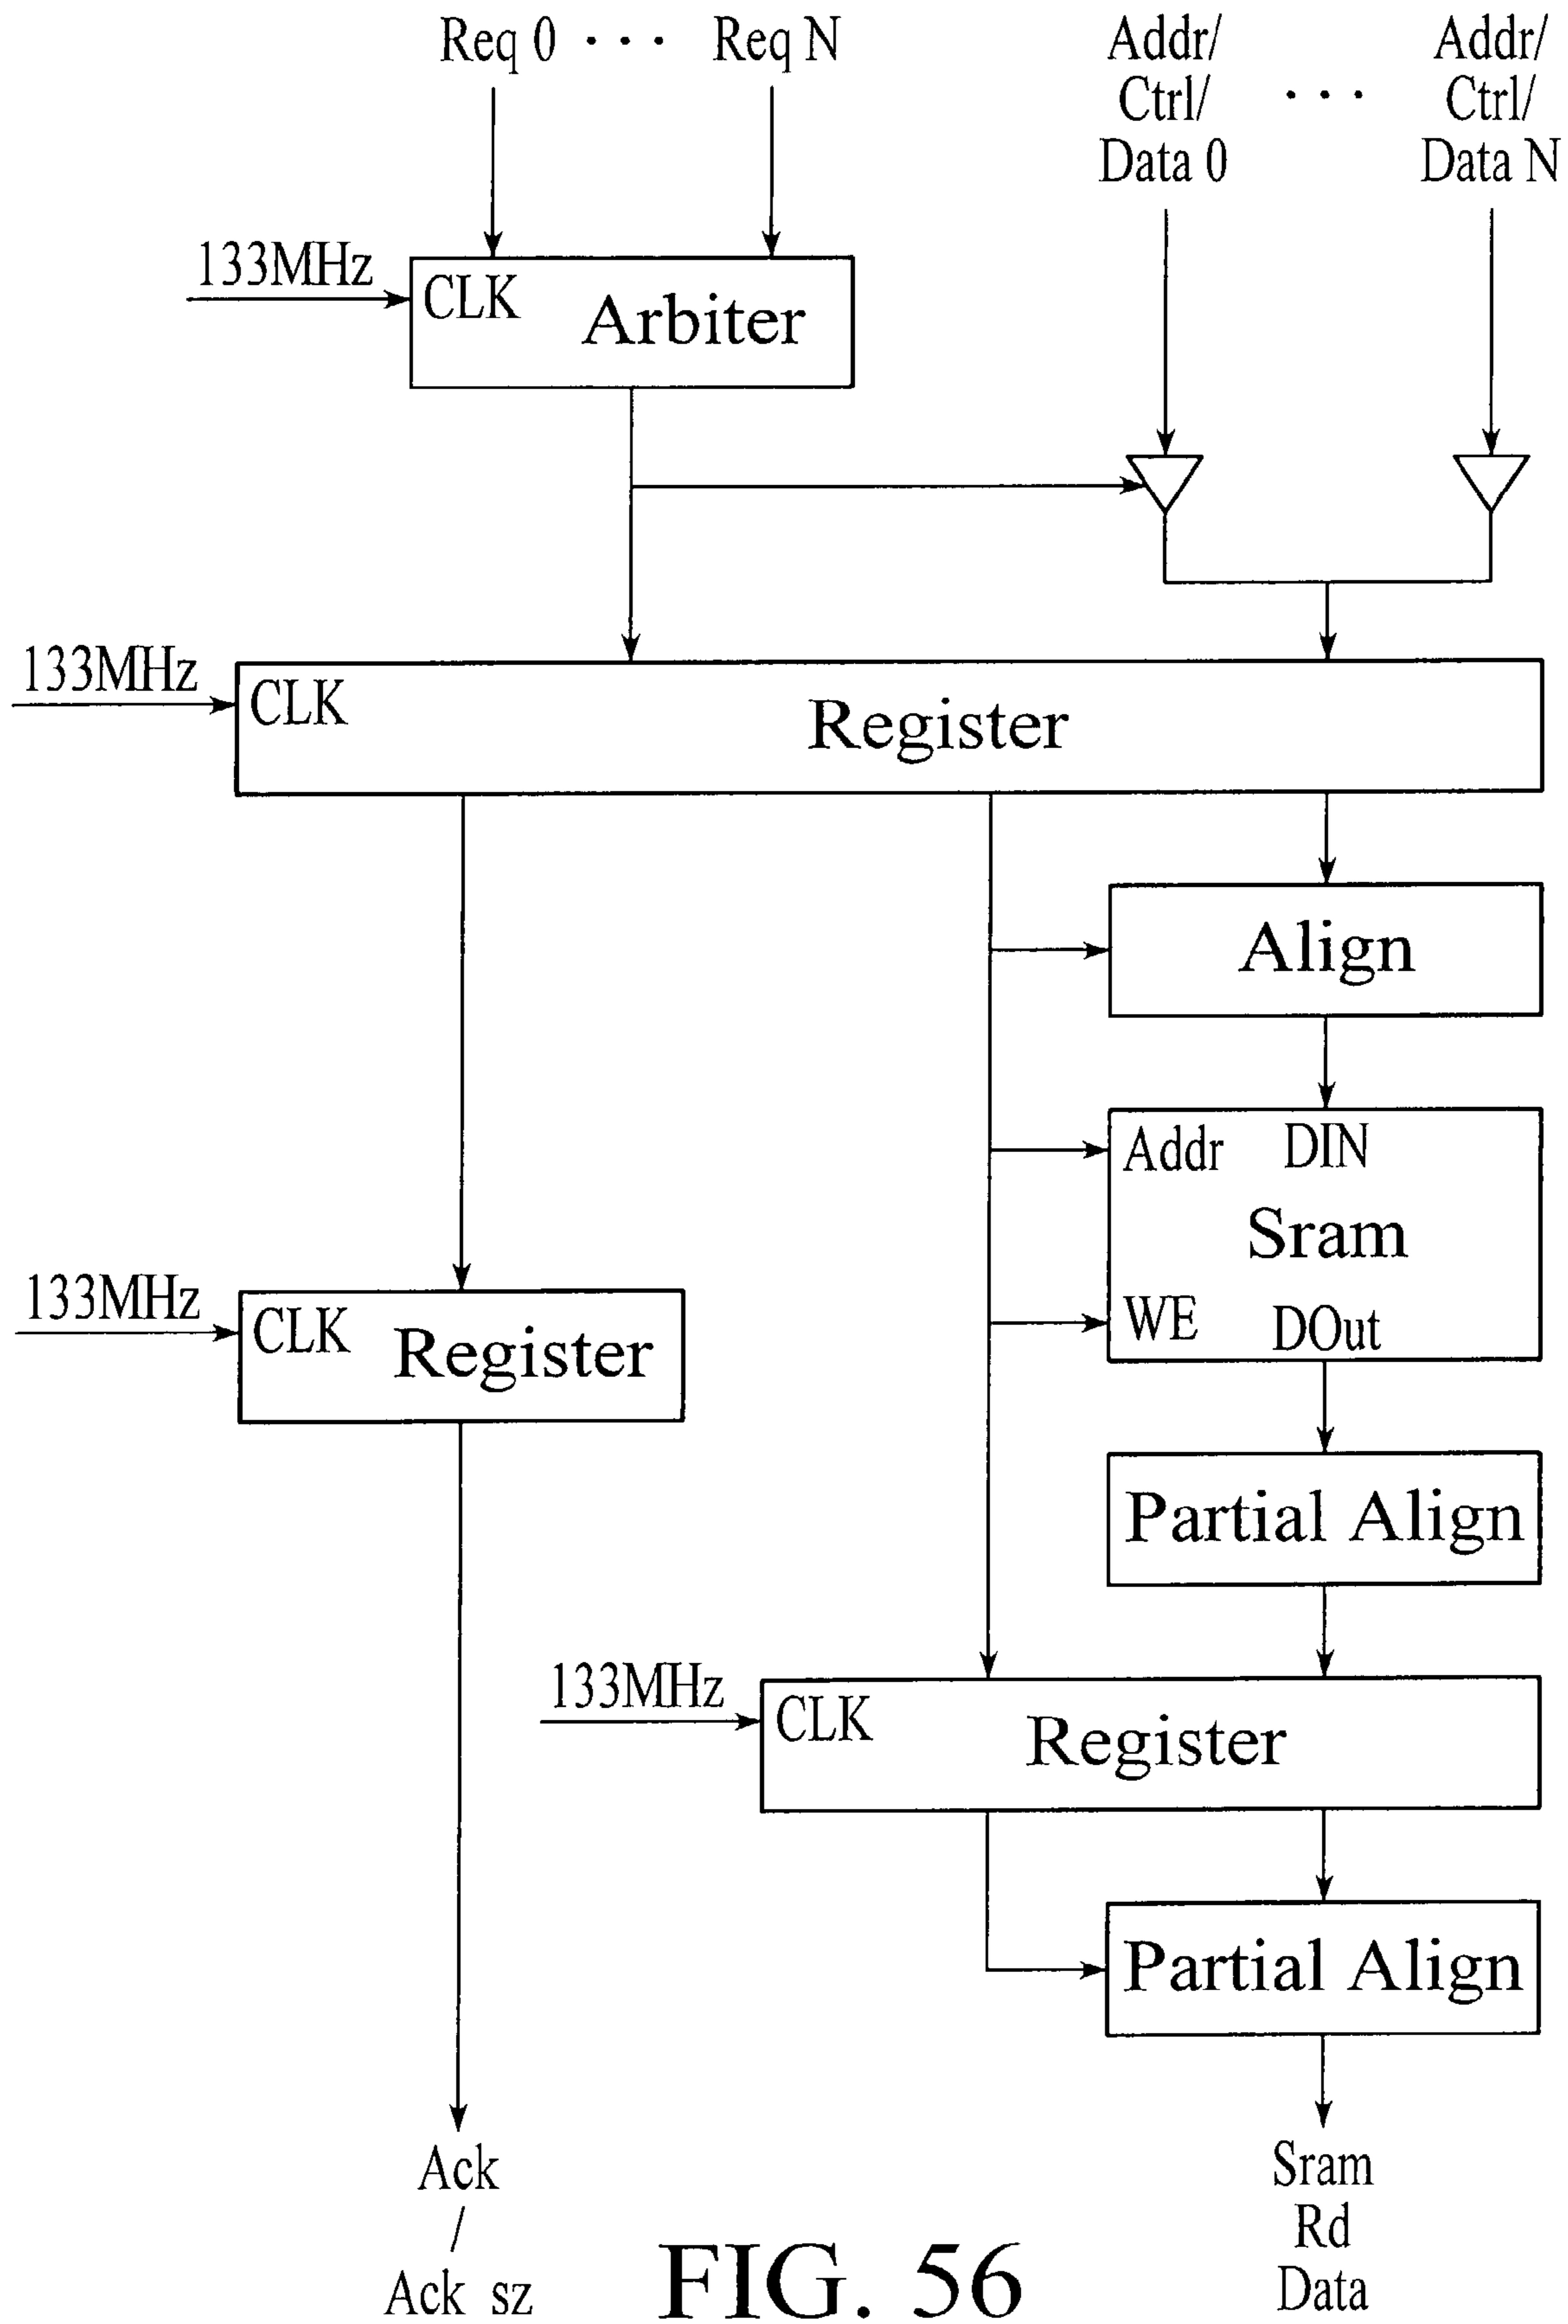 Req 0 · · · Req N
Addr/
Ctrl/
Data 0
· · ·
Addr/
Ctrl/
Data N
133MHz
CLK
Arbiter
133MHz
CLK
Register
Align
Addr DIN
Sram
WE DOut
133MHz
CLK
Register
Partial Align
133MHz
CLK
Register
Partial Align
Ack
/
Ack sz
Sram
Rd
Data
FIG. 56